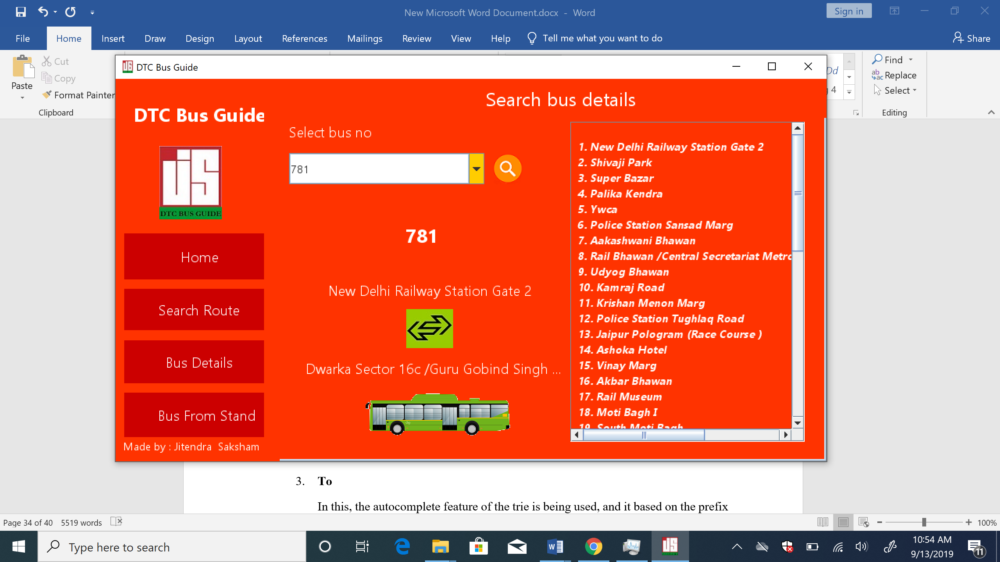 New Microsoft Word Document.docx - Word
Sign in
File
Home
Insert
Draw
Design
Layout
References
Mailings
Review
View
Help
Tell me what you want to do
Share
Paste
Cut
Copy
Format Painter
Clipboard
Dd
4
Find
Replace
Select
Editing
DTC Bus Guide
DTC Bus Guide
DTC BUS GUIDE
Home
Search Route
Bus Details
Bus From Stand
Made by : Jitendra Saksham
Search bus details
Select bus no
781
781
New Delhi Railway Station Gate 2
Dwarka Sector 16c /Guru Gobind Singh ...
1. New Delhi Railway Station Gate 2
2. Shivaji Park
3. Super Bazar
4. Palika Kendra
5. Ywca
6. Police Station Sansad Marg
7. Aakashwani Bhawan
8. Rail Bhawan /Central Secretariat Metro
9. Udyog Bhawan
10. Kamraj Road
11. Krishan Menon Marg
12. Police Station Tughlaq Road
13. Jaipur Pologram (Race Course )
14. Ashoka Hotel
15. Vinay Marg
16. Akbar Bhawan
17. Rail Museum
18. Moti Bagh I
19. South Moti Bagh
3. To
In this, the autocomplete feature of the trie is being used, and it based on the prefix
Page 34 of 40
5519 words
100%
Type here to search
10:54 AM
9/13/2019
11